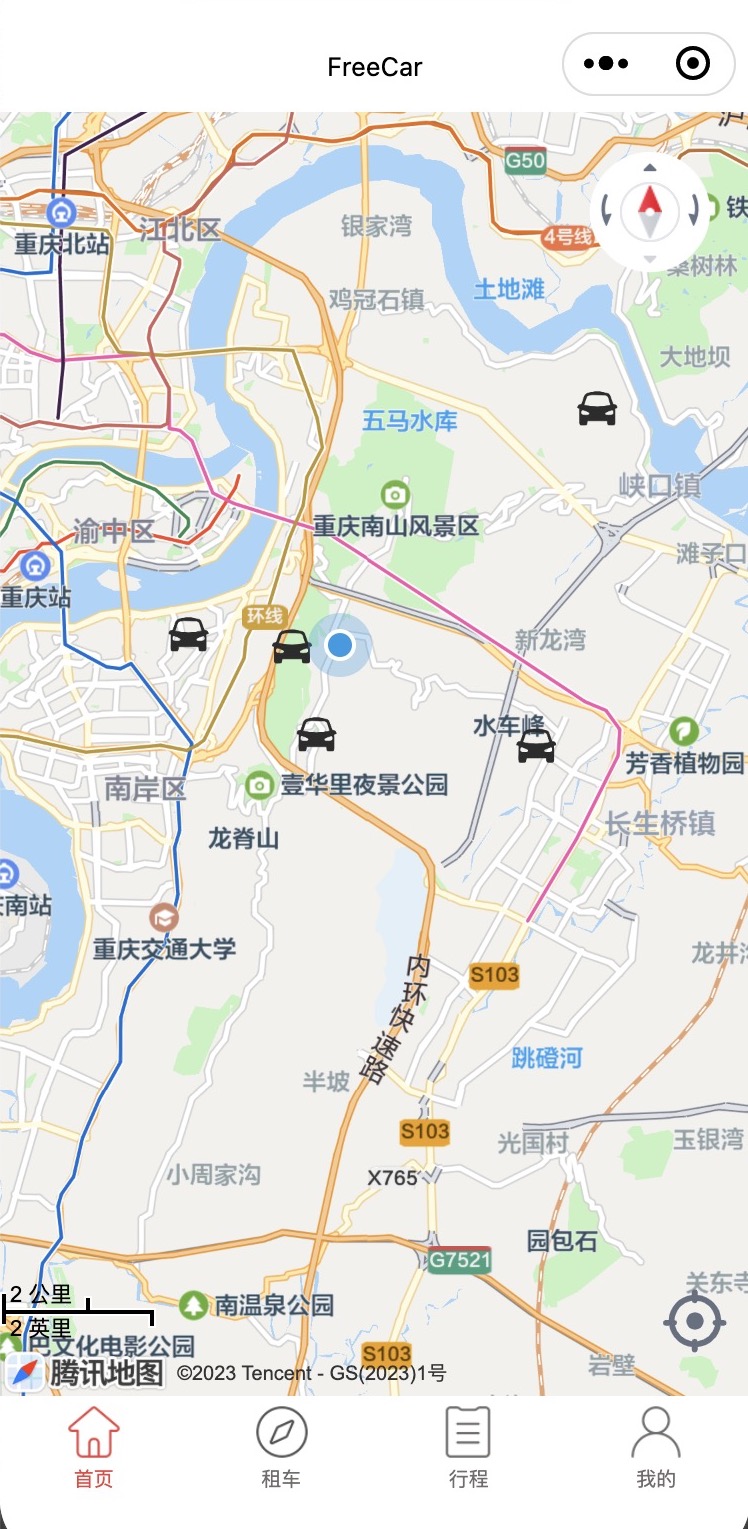 FreeCar
G50
铁
重庆北站
江北区
银家湾
4号线
桑树林
土地滩
鸡冠石镇
大地坝
五马水库
峡口镇
重庆南山风景区
渝中区
滩子口
重庆站
环线
新龙湾
水车峰
芳香植物园
南岸区
壹华里夜景公园
长生桥镇
龙脊山
南站
重庆交通大学
龙井
内环快速路
S103
跳磴河
半坡
S103
光国村
玉银湾
小周家沟
X765
园包石
G7521
关东寺
2 公里
南温泉公园
2 英里
巴文化电影公园
S103
岩壁
腾讯地图
©2023 Tencent - GS(2023)1号
首页
租车
行程
我的